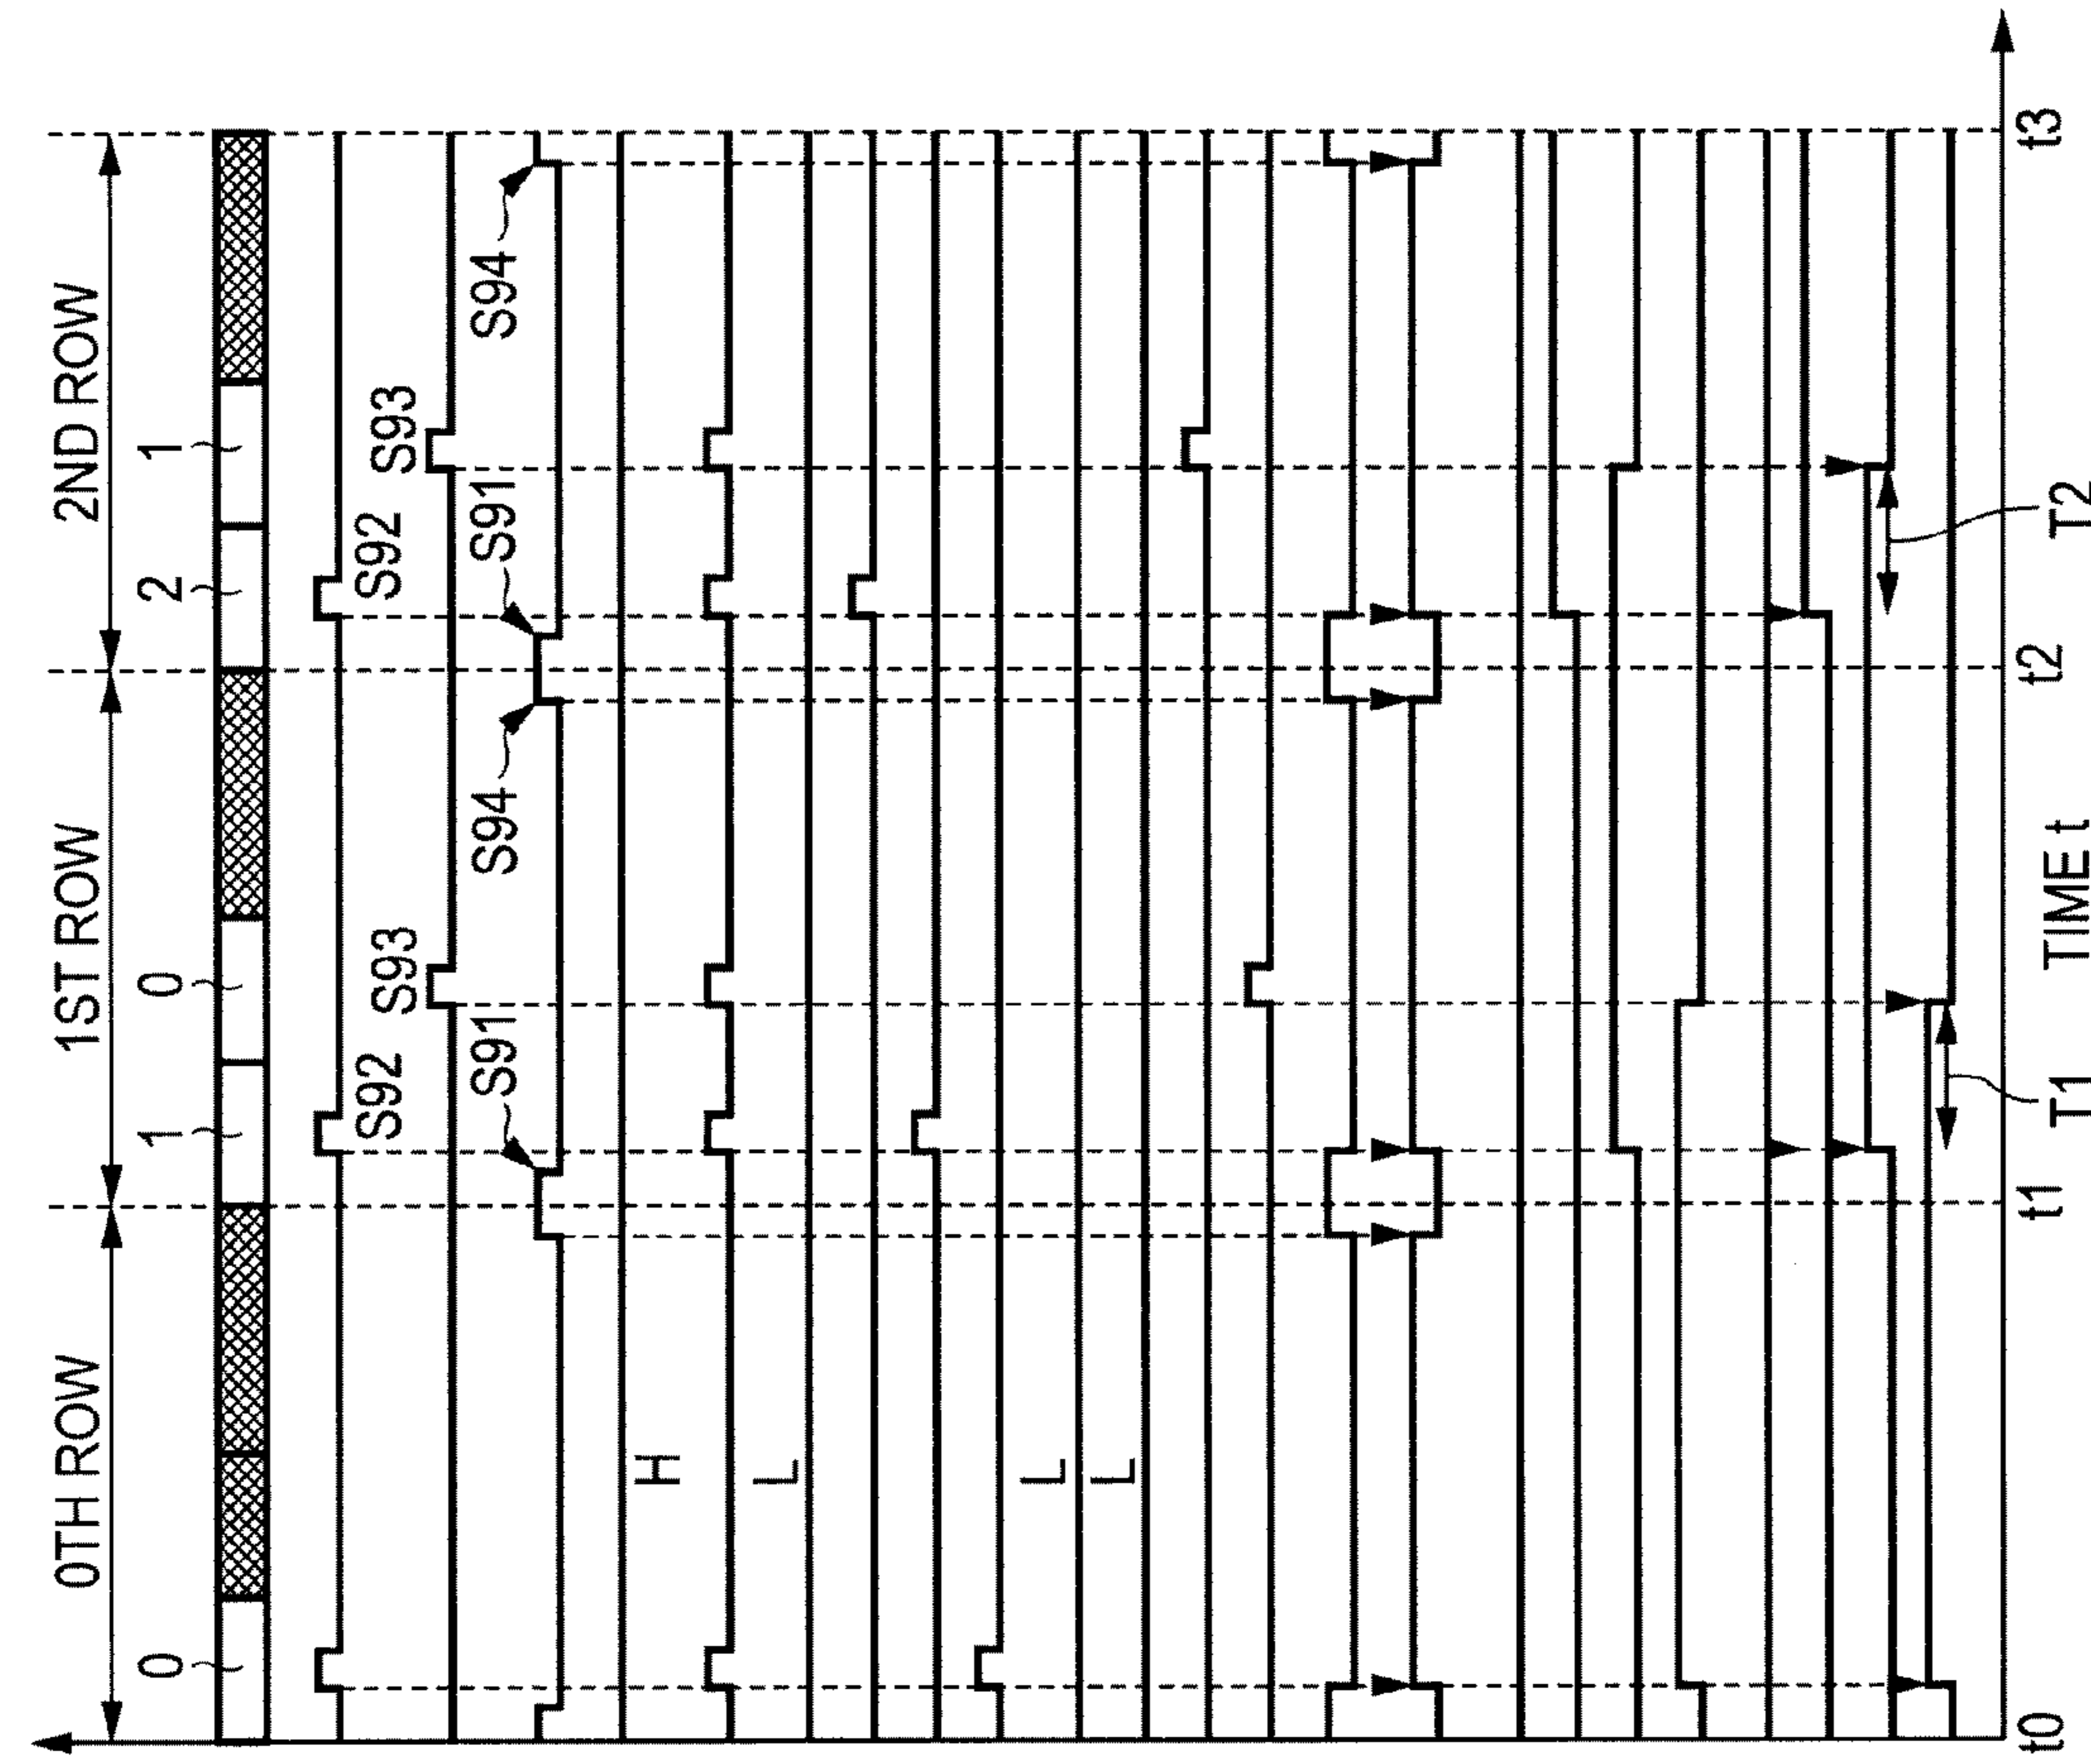 0TH ROW
1ST ROW
2ND ROW
0
1
0
2
1
S92
S93
S92
S93
S91
S94
S91
S94
H
L
L
L
T1
T2
t0
t1
t2
t3
TIME t